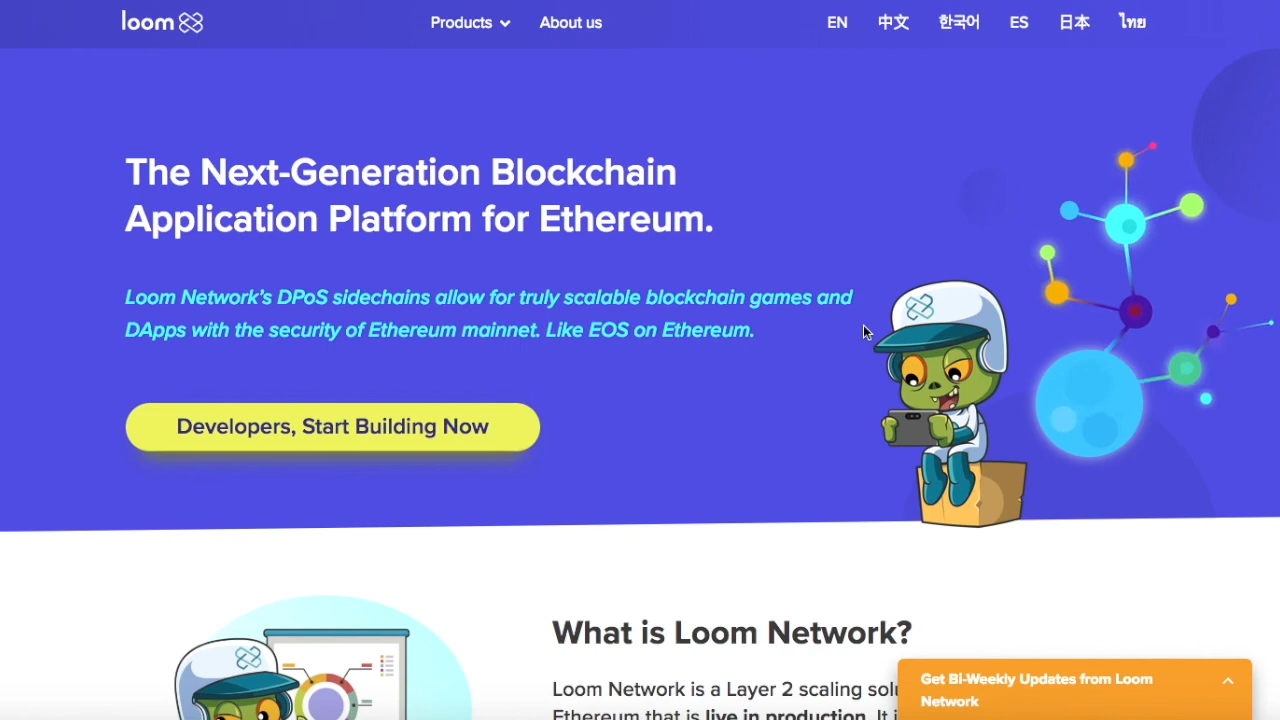 loom
Products
About us
EN
中文
한국어
ES
日本
ไทย
The Next-Generation Blockchain
Application Platform for Ethereum.
Loom Network's DPoS sidechains allow for truly scalable blockchain games and
DApps with the security of Ethereum mainnet. Like EOS on Ethereum.
Developers, Start Building Now
What is Loom Network?
Loom Network is a Layer 2 scaling
Ethereum that is live in production. It
Get Bi-Weekly Updates from Loom
Network